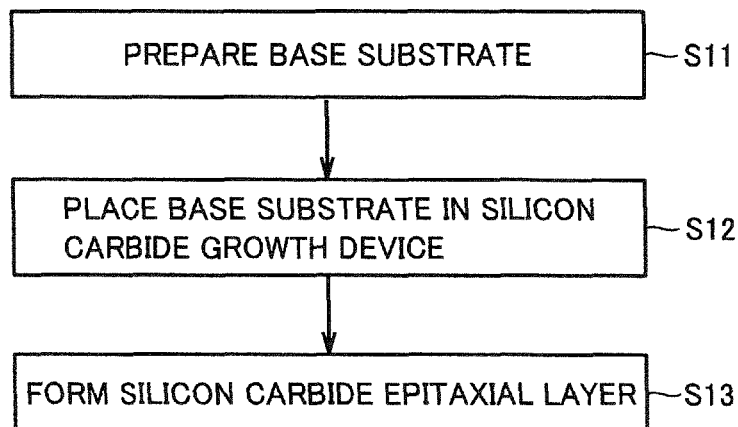 PREPARE BASE SUBSTRATE
S11
PLACE BASE SUBSTRATE IN SILICON
CARBIDE GROWTH DEVICE
S12
FORM SILICON CARBIDE EPITAXIAL LAYER
S13